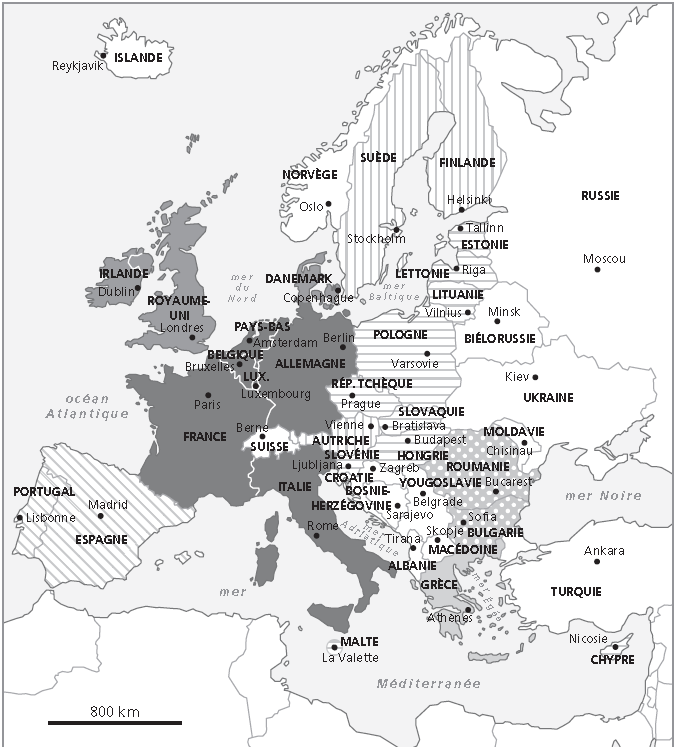 ISLANDE
Reykjavik
SUÈDE
FINLANDE
NORVÈGE
RUSSIE
Helsinki
Oslo
Tallinn
Stockholm
ESTONIE
Moscou
IRLANDE
mer
du
Nord
DANEMARK
LETTONIE
Riga
Dublin
Copenhague
mer
Baltique
LITUANIE
ROYAUME-
UNI
Vilnius
Minsk
Londres
PAYS-BAS
Berlin
POLOGNE
BIÉLORUSSIE
Amsterdam
BELGIQUE
Bruxelles
ALLEMAGNE
Varsovie
LUX.
Kiev
Luxembourg
RÉP. TCHÈQUE
UKRAINE
océan
Atlantique
Paris
Prague
SLOVAQUIE
Berne
Vienne
Bratislava
MOLDAVIE
FRANCE
SUISSE
AUTRICHE
Budapest
Chisinau
SLOVÉNIE
HONGRIE
Ljubljana
Zagreb
ROUMANIE
CROATIE
YOUGOSLAVIE
Bucarest
PORTUGAL
ITALIE
BOSNIE-
HERZÉGOVINE
Belgrade
mer Noire
Madrid
Sarajevo
Lisbonne
Rome
mer
Adriatique
Sofia
ESPAGNE
Skopje
BULGARIE
Tirana
MACÉDOINE
Ankara
ALBANIE
mer
GRÈCE
mer Égée
TURQUIE
Athènes
MALTE
Nicosie
La Valette
CHYPRE
Méditerranée
800 km